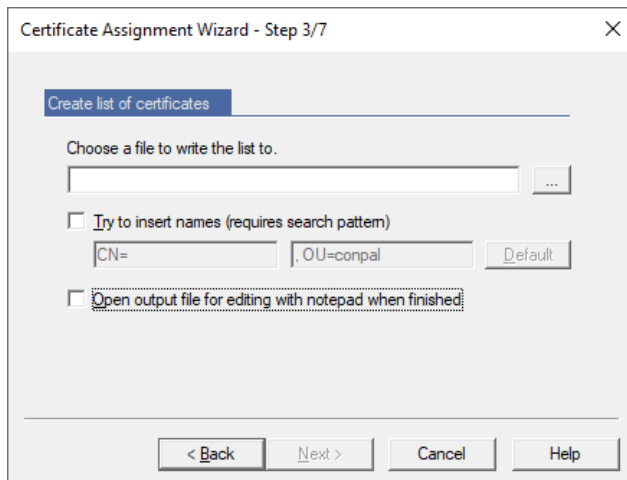 Certificate Assignment Wizard - Step 3/7
Create list of certificates
Choose a file to write the list to.
...
Try to insert names (requires search pattern)
CN= , OU=conpal Default
Open output file for editing with notepad when finished
< Back Next > Cancel Help